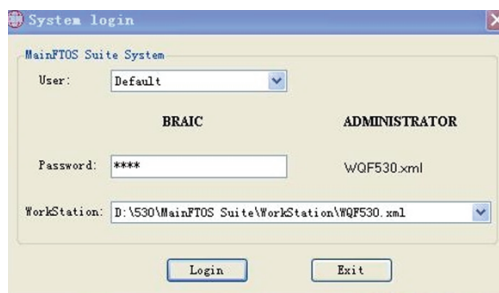 System login
MainFTOS Suite System
User: Default
BRAIC ADMINISTRATOR
Password: **** WQF530.xml
WorkStation: D:\530\MainFTOS Suite\WorkStation\WQF530.xml
Login Exit